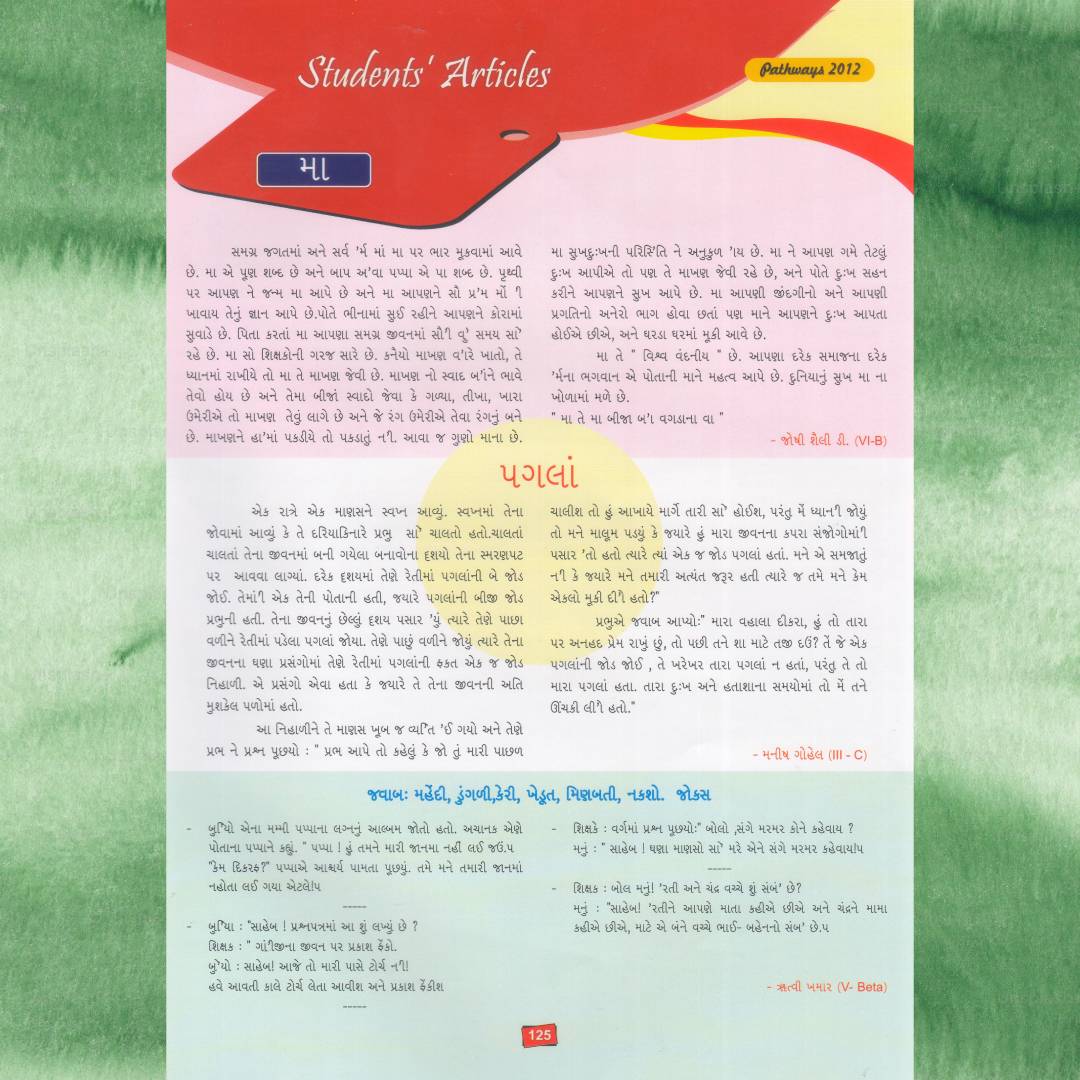 Students' Articles
Pathways 2012
મા
સમગ્ર જગતમાં અને સર્વ 'ર્મ માં મા પર ભાર મૂકવામાં આવે
છે. મા એ પૂણ શબ્દ છે અને બાપ અ'વા પપ્પા એ પા શબ્દ છે. પૃથ્વી
પર આપણ ને જન્મ મા આપે છે અને મા આપણને સૌ પ્ર'મ મોં ી
ખાવાય તેનું જ્ઞાન આપે છે.પોતે ભીનામાં સુઈ રહીને આપણને કોરામાં
સુવાડે છે. પિતા કરતાં મા આપણા સમગ્ર જીવનમાં સૌ'ી વ'ુ સમય સા'ે
રહે છે. મા સો શિક્ષકોની ગરજ સારે છે. કનૈયો માખણ વ'ારે ખાતો, તે
ધ્યાનમાં રાખીયે તો મા તે માખણ જેવી છે. માખણ નો સ્વાદ બ'ાંને ભાવે
તેવો હોય છે અને તેમા બીજાં સ્વાદો જેવા કે ગળ્યા, તીખા, ખારા
ઉમેરીએ તો માખણ તેવું લાગે છે અને જે રંગ ઉમેરીએ તેવા રંગનું બને
છે. માખણને હા'માં પકડીયે તો પકડાતું ન'ી. આવા જ ગુણો માના છે.
મા સુખદુઃખની પરિસ્'િતિ ને અનુકુળ 'ાય છે. મા ને આપણ ગમે તેટલું
દુઃખ આપીએ તો પણ તે માખણ જેવી રહે છે, અને પોતે દુઃખ સહન
કરીને આપણને સુખ આપે છે. મા આપણી જીંદગીનો અને આપણી
પ્રગતિનો અનેરો ભાગ હોવા છતાં પણ માને આપણને દુઃખ આપતા
હોઈએ છીએ, અને ઘરડા ઘરમાં મૂકી આવે છે.
મા તે " વિશ્વ વંદનીય " છે. આપણા દરેક સમાજના દરેક
'ર્મના ભગવાન એ પોતાની માને મહત્વ આપે છે. દુનિયાનું સુખ મા ના
ખોળામાં મળે છે.
" મા તે મા બીજા બ'ા વગડાના વા "
- જોષી શૈલી ડી. (VI-B)
પગલાં
એક રાત્રે એક માણસને સ્વપ્ન આવ્યું. સ્વપ્નમાં તેના
જોવામાં આવ્યું કે તે દરિયાકિનારે પ્રભુ સા'ે ચાલતો હતો.ચાલતાં
ચાલતાં તેના જીવનમાં બની ગયેલા બનાવોના દૃશયો તેના સ્મરણપટ
પર આવવા લાગ્યાં. દરેક દૃશયમાં તેણે રેતીમાં પગલાંની બે જોડ
જોઈ. તેમાં'ી એક તેની પોતાની હતી, જયારે પગલાંની બીજી જોડ
પ્રભુની હતી. તેના જીવનનું છેલ્લું દૃશય પસાર 'યું ત્યારે તેણે પાછા
વળીને રેતીમાં પડેલા પગલાં જોયા. તેણે પાછું વળીને જોયું ત્યારે તેના
જીવનના ઘણા પ્રસંગોમાં તેણે રેતીમાં પગલાંની ફકત એક જ જોડ
નિહાળી. એ પ્રસંગો એવા હતા કે જયારે તે તેના જીવનની અતિ
મુશકેલ પળોમાં હતો.
આ નિહાળીને તે માણસ ખૂબ જ વ્ય'િત 'ઈ ગયો અને તેણે
પ્રભ ને પ્રશ્ન પૂછયો : " પ્રભ આપે તો કહેલું કે જો તું મારી પાછળ
ચાલીશ તો હું આખાયે માર્ગે તારી સા'ે હોઈશ, પરંતુ મેં ધ્યાન'ી જોયું
તો મને માલૂમ પડયું કે જયારે હું મારા જીવનના કપરા સંજોગોમાં'ી
પસાર 'તો હતો ત્યારે ત્યાં એક જ જોડ પગલાં હતાં. મને એ સમજાતું
ન'ી કે જયારે મને તમારી અત્યંત જરૂર હતી ત્યારે જ તમે મને કેમ
એકલો મૂકી દી'ો હતો?"
પ્રભુએ જવાબ આપ્યો:" મારા વહાલા દીકરા, હું તો તારા
પર અનહદ પ્રેમ રાખું છું, તો પછી તને શા માટે તજી દઉં? તેં જે એક
પગલાંની જોડ જોઈ , તે ખરેખર તારા પગલાં ન હતાં, પરંતુ તે તો
મારા પગલાં હતા. તારા દુઃખ અને હતાશાના સમયોમાં તો મેં તને
ઊંચકી લી'ો હતો."
- મનીષ ગોહેલ (III - C)
જવાબઃ મહેંદી, ડુંગળી,કેરી, ખેડૂત, મિણબતી, નકશો. જોકસ
- બુ'િયો એના મમ્મી પપ્પાના લગ્નનું આલ્બમ જોતો હતો. અચાનક એણે
પોતાના પપ્પાને કહ્યું. " પપ્પા ! હું તમને મારી જાનમા નહીં લઈ જઉં.પ
"કેમ દિકરફ?" પપ્પાએ આશ્ચર્ય પામતા પૂછયું. તમે મને તમારી જાનમાં
નહોતા લઈ ગયા એટલે!પ
-----
- બુ'િયા : "સાહેબ ! પ્રશ્નપત્રમાં આ શું લખ્યું છે ?
શિક્ષક : " ગાં'ીજીના જીવન પર પ્રકાશ ફેંકો.
બુ'િયો : સાહેબ! આજે તો મારી પાસે ટોર્ચ ન'ી!
હવે આવતી કાલે ટોર્ચ લેતા આવીશ અને પ્રકાશ ફેંકીશ
-----
- શિક્ષકે : વર્ગમાં પ્રશ્ન પૂછયોઃ" બોલો ,સંગે મરમર કોને કહેવાય ?
મનું : " સાહેબ ! ઘણા માણસો સા'ે મરે એને સંગે મરમર કહેવાય!પ
-----
- શિક્ષક : બોલ મનું! 'રતી અને ચંદ્ર વચ્ચે શું સંબં' છે?
મનું : "સાહેબ! 'રતીને આપણે માતા કહીએ છીએ અને ચંદ્રને મામા
કહીએ છીએ, માટે એ બંને વચ્ચે ભાઈ- બહેનનો સંબ' છે.પ
- ઋત્વી ખમાર (V- Beta)
125